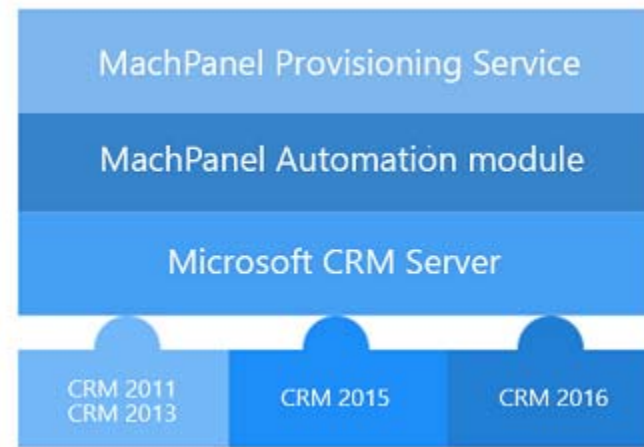 MachPanel Provisioning Service
MachPanel Automation module
Microsoft CRM Server
CRM 2011
CRM 2013
CRM 2015
CRM 2016